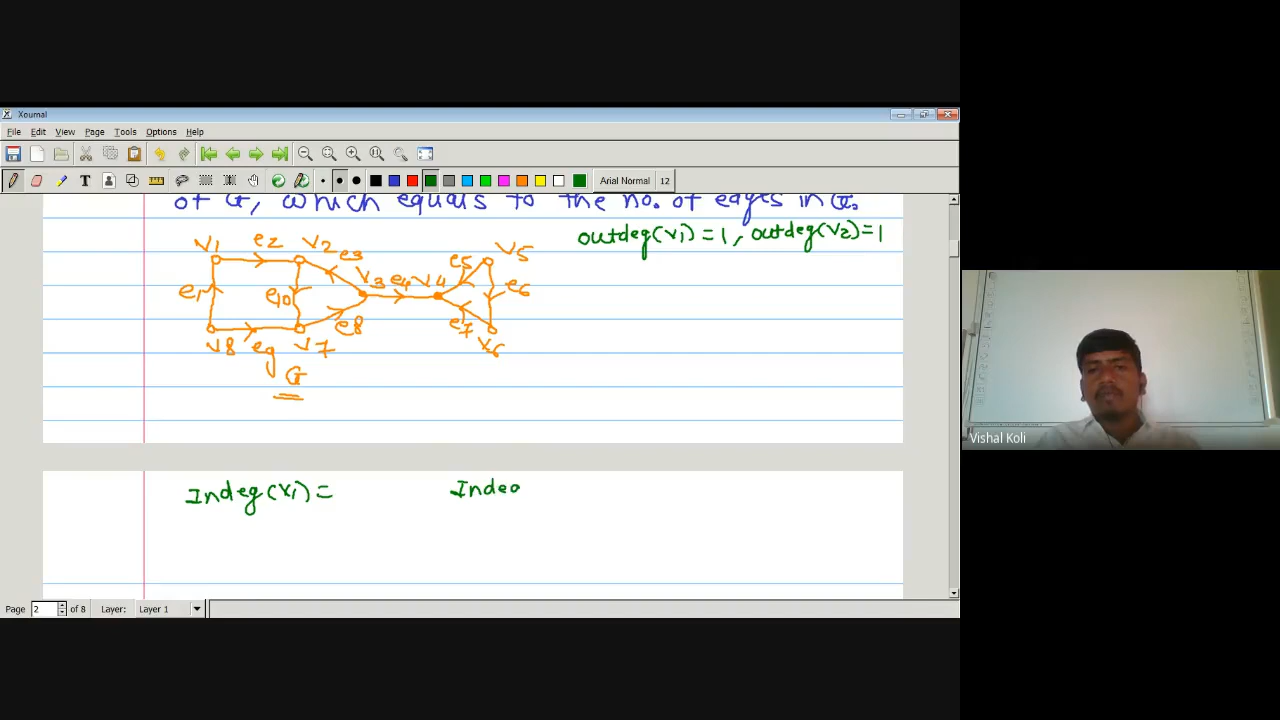 Xournal
File Edit View Page Tools Options Help
T Arial Normal 12
of G, which equals to the no. of edges in G.
outdeg(v1) = 1, outdeg(v2) = 1
v1 e2 v2 e3 v5
e1 e10 v3 e4 v4 e5 e6
v8 e9 v7 e8 e7 v6
G
Indeg(v1) = Indeg
Vishal Koli
Page 2 of 8 Layer: Layer 1